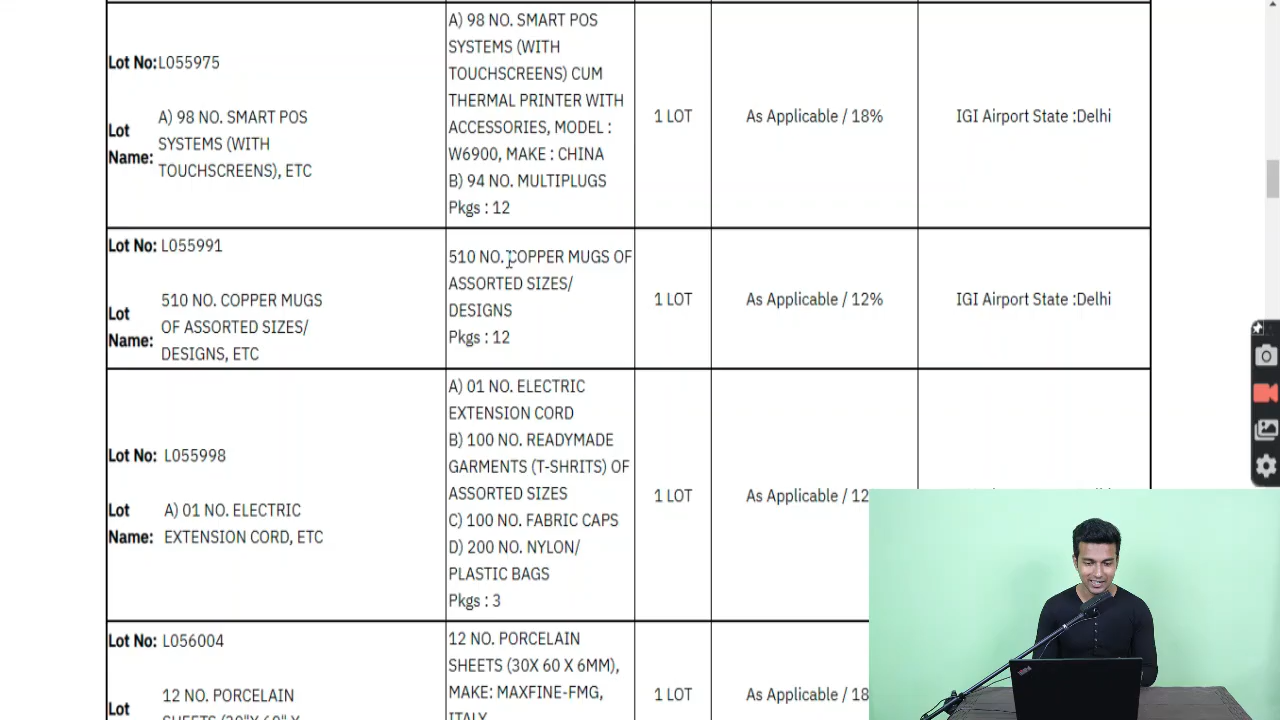 Lot No:L055975
Lot Name: A) 98 NO. SMART POS
SYSTEMS (WITH
TOUCHSCREENS), ETC
A) 98 NO. SMART POS
SYSTEMS (WITH
TOUCHSCREENS) CUM
THERMAL PRINTER WITH
ACCESSORIES, MODEL :
W6900, MAKE : CHINA
B) 94 NO. MULTIPLUGS
Pkgs : 12
1 LOT
As Applicable / 18%
IGI Airport State :Delhi
Lot No: L055991
Lot Name: 510 NO. COPPER MUGS
OF ASSORTED SIZES/
DESIGNS, ETC
510 NO. COPPER MUGS OF
ASSORTED SIZES/
DESIGNS
Pkgs : 12
1 LOT
As Applicable / 12%
IGI Airport State :Delhi
Lot No: L055998
Lot Name: A) 01 NO. ELECTRIC
EXTENSION CORD, ETC
A) 01 NO. ELECTRIC
EXTENSION CORD
B) 100 NO. READYMADE
GARMENTS (T-SHRITS) OF
ASSORTED SIZES
C) 100 NO. FABRIC CAPS
D) 200 NO. NYLON/
PLASTIC BAGS
Pkgs : 3
1 LOT
As Applicable / 12
Lot No: L056004
Lot 12 NO. PORCELAIN
12 NO. PORCELAIN
SHEETS (30X 60 X 6MM),
MAKE: MAXFINE-FMG,
ITALY
1 LOT
As Applicable / 18